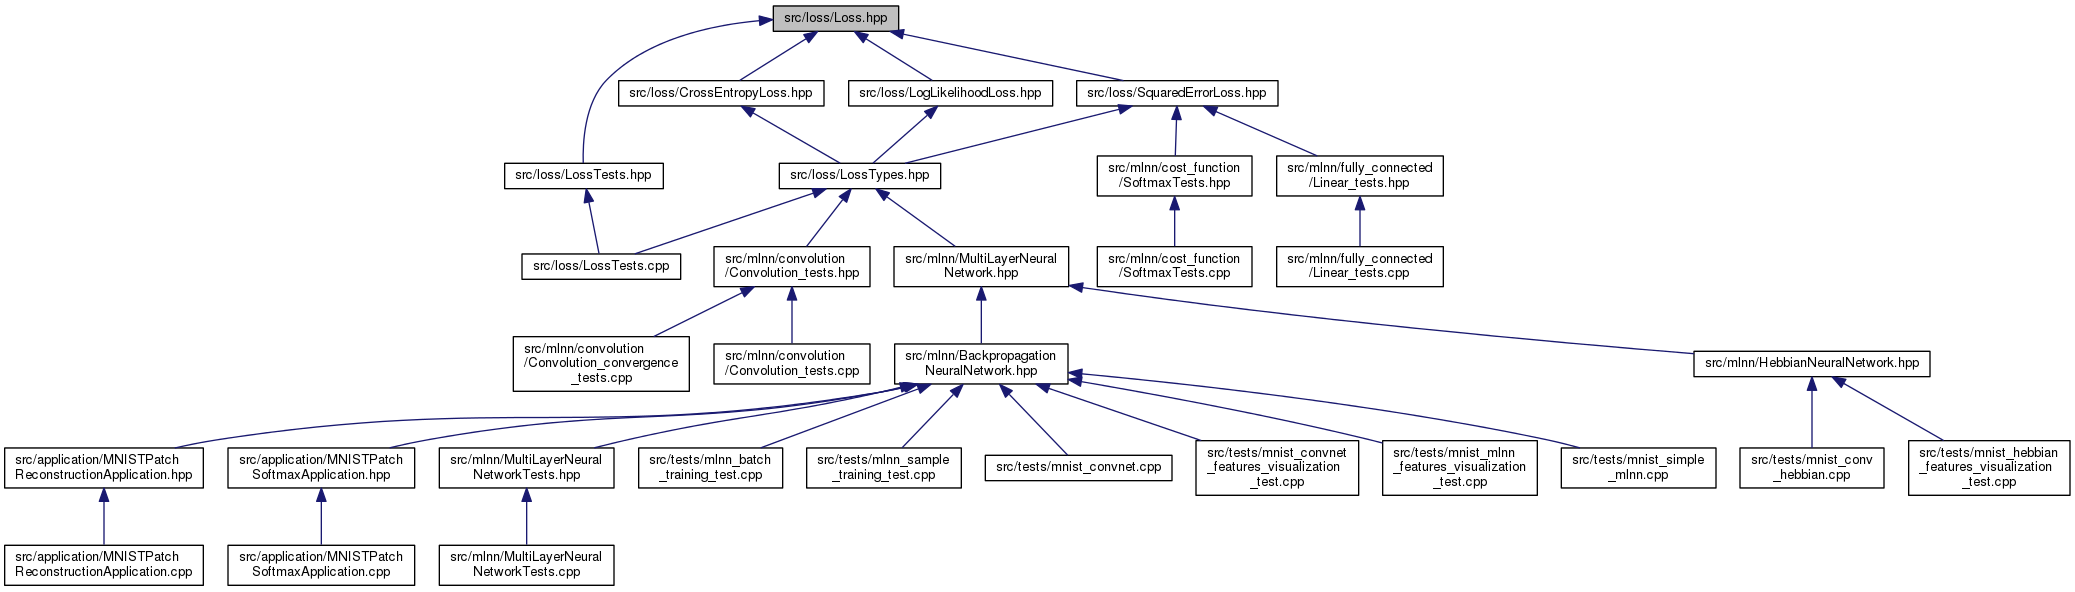 src/loss/Loss.hpp
src/loss/CrossEntropyLoss.hpp
src/loss/LogLikelihoodLoss.hpp
src/loss/SquaredErrorLoss.hpp
src/loss/LossTests.hpp
src/loss/LossTypes.hpp
src/mlnn/cost_function
/SoftmaxTests.hpp
src/mlnn/fully_connected
/Linear_tests.hpp
src/loss/LossTests.cpp
src/mlnn/convolution
/Convolution_tests.hpp
src/mlnn/MultiLayerNeural
Network.hpp
src/mlnn/cost_function
/SoftmaxTests.cpp
src/mlnn/fully_connected
/Linear_tests.cpp
src/mlnn/convolution
/Convolution_convergence
_tests.cpp
src/mlnn/convolution
/Convolution_tests.cpp
src/mlnn/Backpropagation
NeuralNetwork.hpp
src/mlnn/HebbianNeuralNetwork.hpp
src/application/MNISTPatch
ReconstructionApplication.hpp
src/application/MNISTPatch
SoftmaxApplication.hpp
src/mlnn/MultiLayerNeural
NetworkTests.hpp
src/tests/mlnn_batch
_training_test.cpp
src/tests/mlnn_sample
_training_test.cpp
src/tests/mnist_convnet.cpp
src/tests/mnist_convnet
_features_visualization
_test.cpp
src/tests/mnist_mlnn
_features_visualization
_test.cpp
src/tests/mnist_simple
_mlnn.cpp
src/tests/mnist_conv
_hebbian.cpp
src/tests/mnist_hebbian
_features_visualization
_test.cpp
src/application/MNISTPatch
ReconstructionApplication.cpp
src/application/MNISTPatch
SoftmaxApplication.cpp
src/mlnn/MultiLayerNeural
NetworkTests.cpp